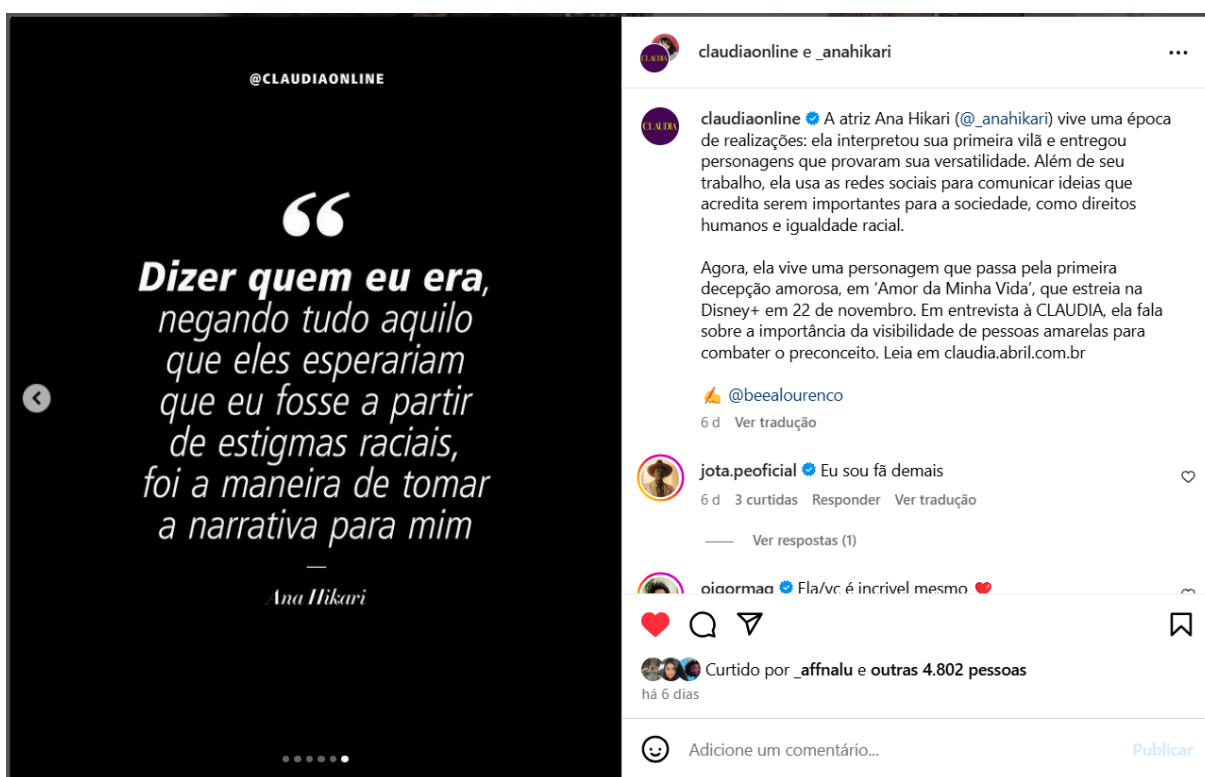 @CLAUDIAONLINE
“
Dizer quem eu era,
negando tudo aquilo
que eles esperariam
que eu fosse a partir
de estigmas raciais,
foi a maneira de tomar
a narrativa para mim
Ana Hikari
CLAUDIA
claudiaonline e _anahikari
CLAUDIA
claudiaonline A atriz Ana Hikari (@_anahikari) vive uma época
de realizações: ela interpretou sua primeira vilã e entregou
personagens que provaram sua versatilidade. Além de seu
trabalho, ela usa as redes sociais para comunicar ideias que
acredita serem importantes para a sociedade, como direitos
humanos e igualdade racial.
Agora, ela vive uma personagem que passa pela primeira
decepção amorosa, em ‘Amor da Minha Vida’, que estreia na
Disney+ em 22 de novembro. Em entrevista à CLAUDIA, ela fala
sobre a importância da visibilidade de pessoas amarelas para
combater o preconceito. Leia em claudia.abril.com.br
✍️ @beealourenco
6 d Ver tradução
jota.peoficial Eu sou fã demais
6 d 3 curtidas Responder Ver tradução
Ver respostas (1)
oigormag Ela/vc é incrivel mesmo ❤️
Curtido por _affnalu e outras 4.802 pessoas
há 6 dias
Adicione um comentário...
Publicar